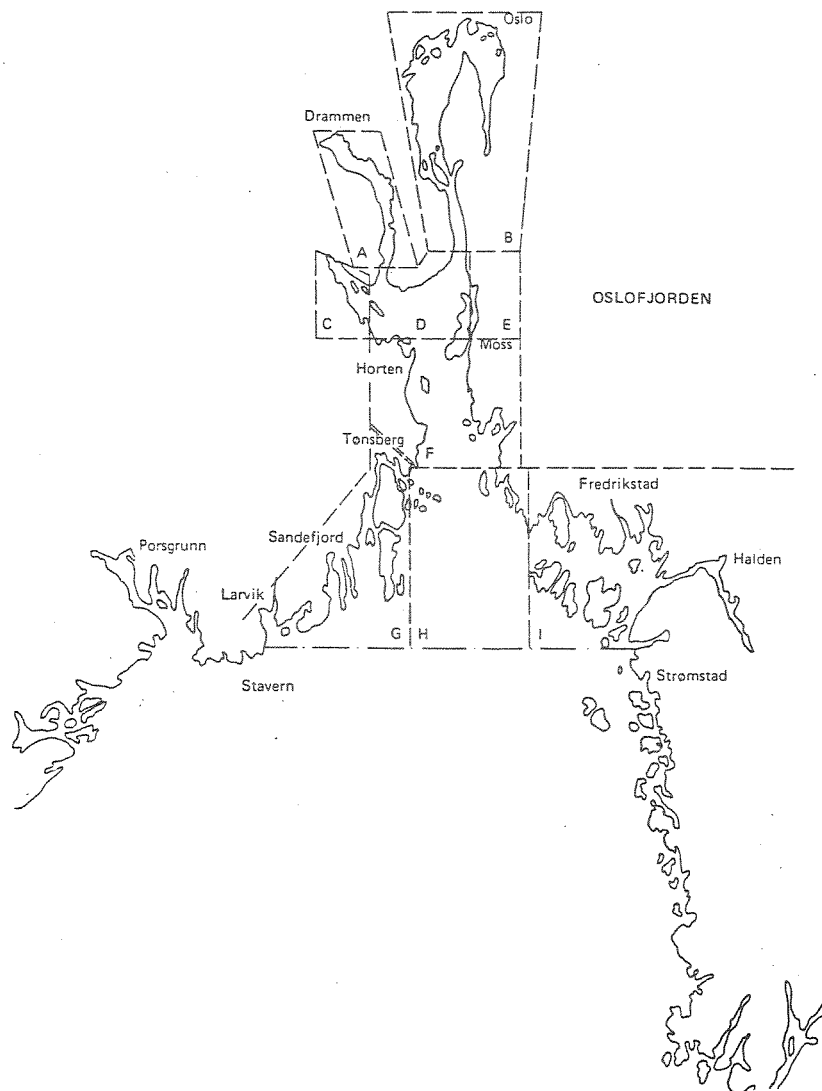 Oslo
Drammen
B
A
OSLOFJORDEN
C
D
E
Moss
Horten
Tønsberg
F
Fredrikstad
Sandefjord
Porsgrunn
Halden
Larvik
G
H
I
Strømstad
Stavern